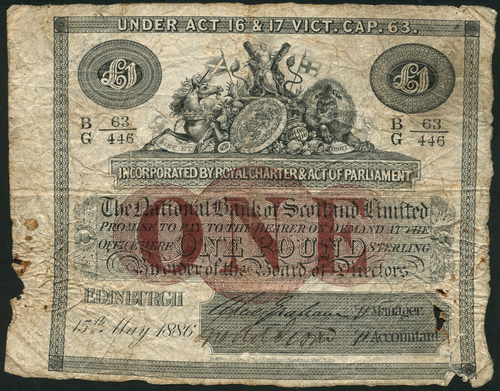 UNDER ACT 16 & 17 VICT. CAP. 63.
£1 £1
B/G 63/446 B/G 63/446
INCORPORATED BY ROYAL CHARTER & ACT OF PARLIAMENT
ONE
The National Bank of Scotland Limited
PROMISE TO PAY TO THE BEARER ON DEMAND AT THE
OFFICE HERE ONE POUND STERLING
By order of the Board of Directors
EDINBURGH
Manager
15th May 1886
Accountant